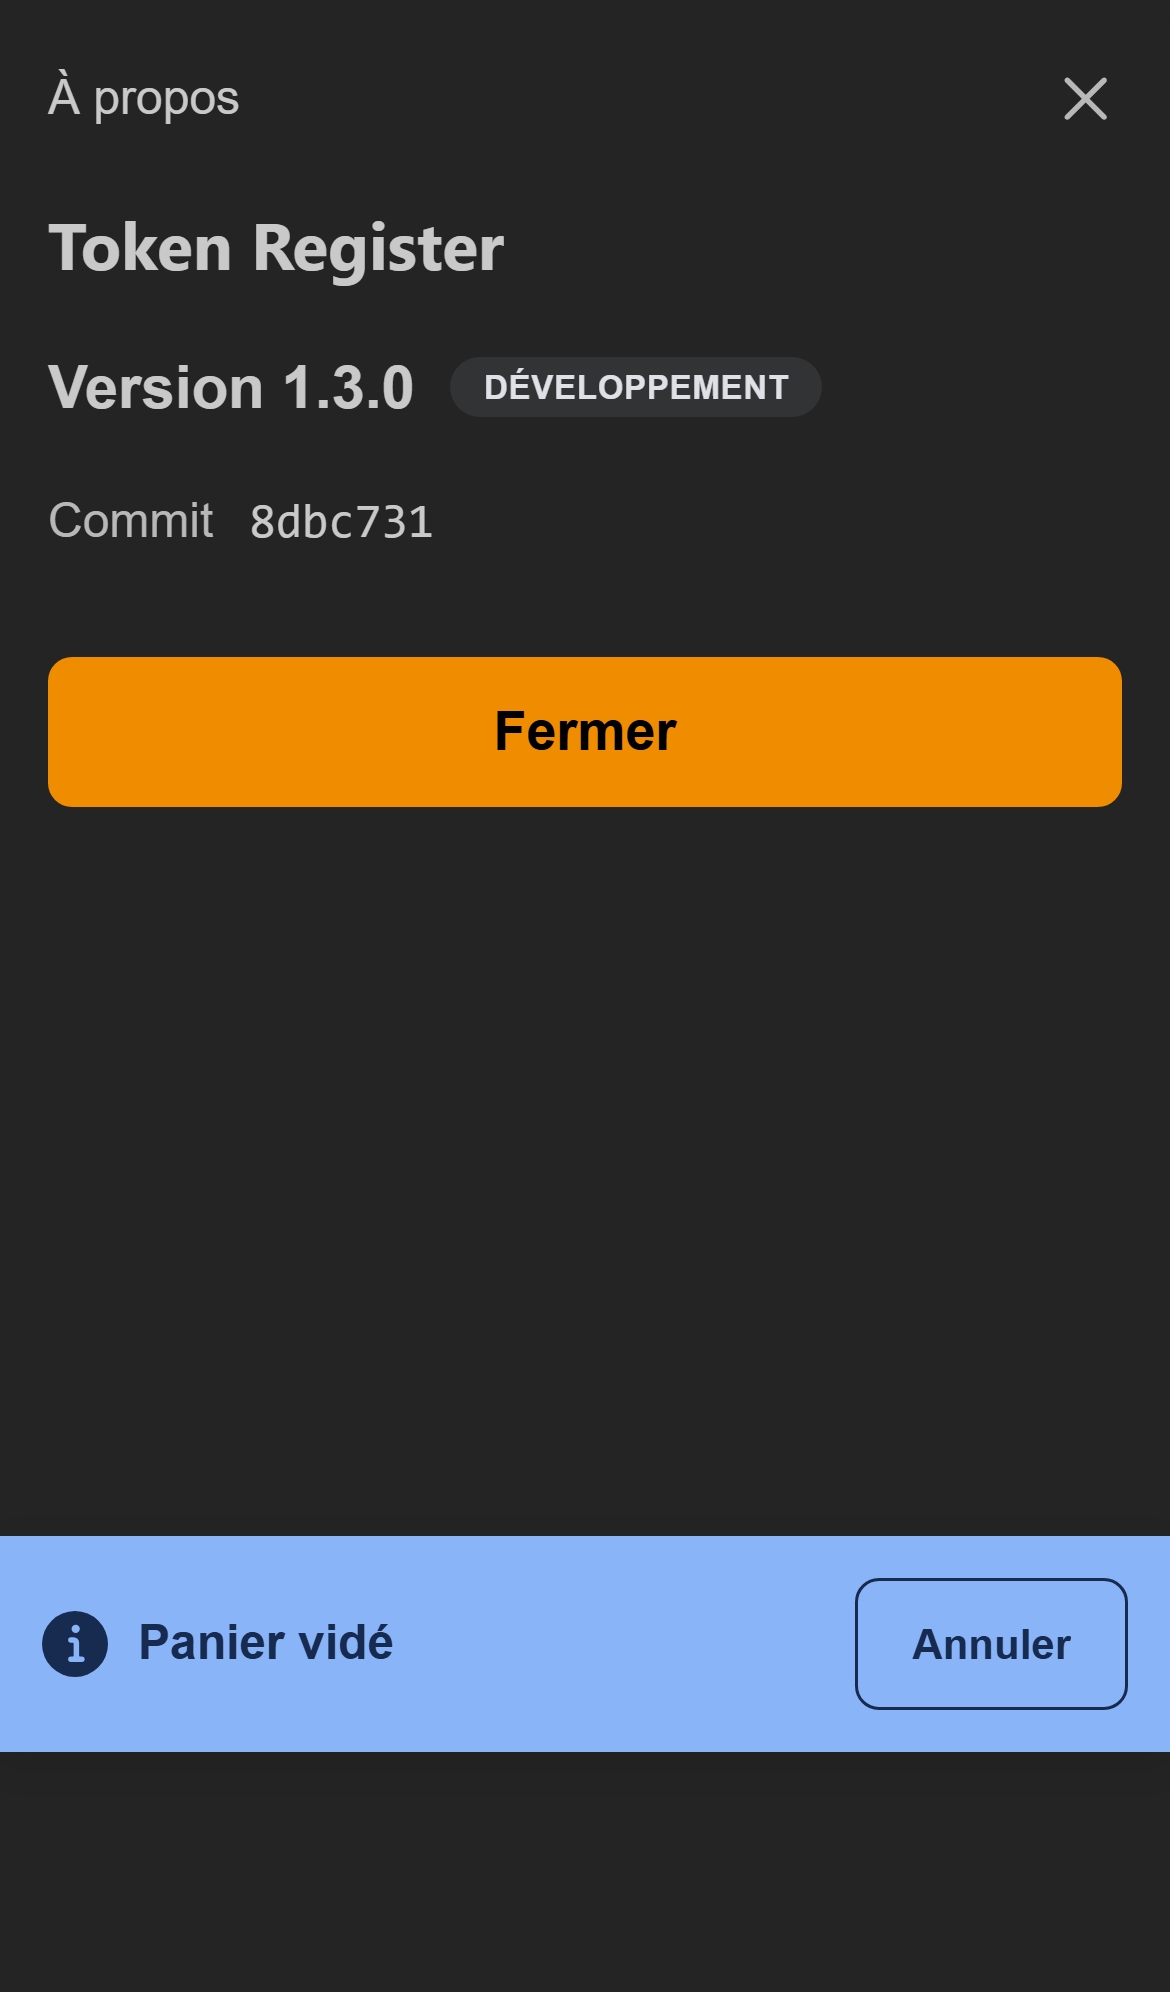 À propos
Token Register
Version 1.3.0 DÉVELOPPEMENT
Commit 8dbc731
Fermer
Panier vidé Annuler